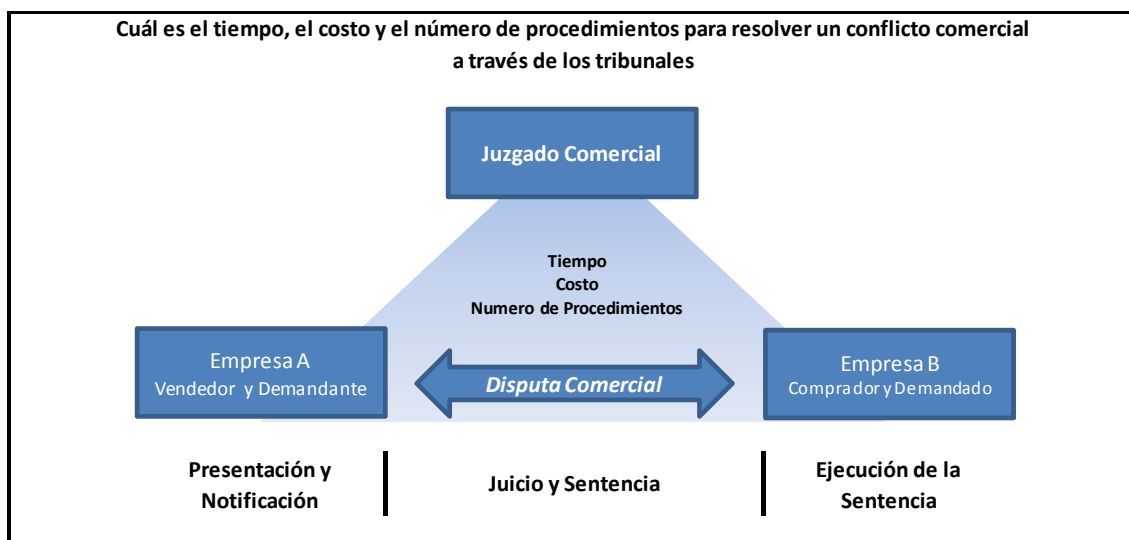 Cuál es el tiempo, el costo y el número de procedimientos para resolver un conflicto comercial
a través de los tribunales
Juzgado Comercial
Tiempo
Costo
Numero de Procedimientos
Empresa A
Vendedor y Demandante
Disputa Comercial
Empresa B
Comprador y Demandado
Presentación y
Notificación
Juicio y Sentencia
Ejecución de la
Sentencia